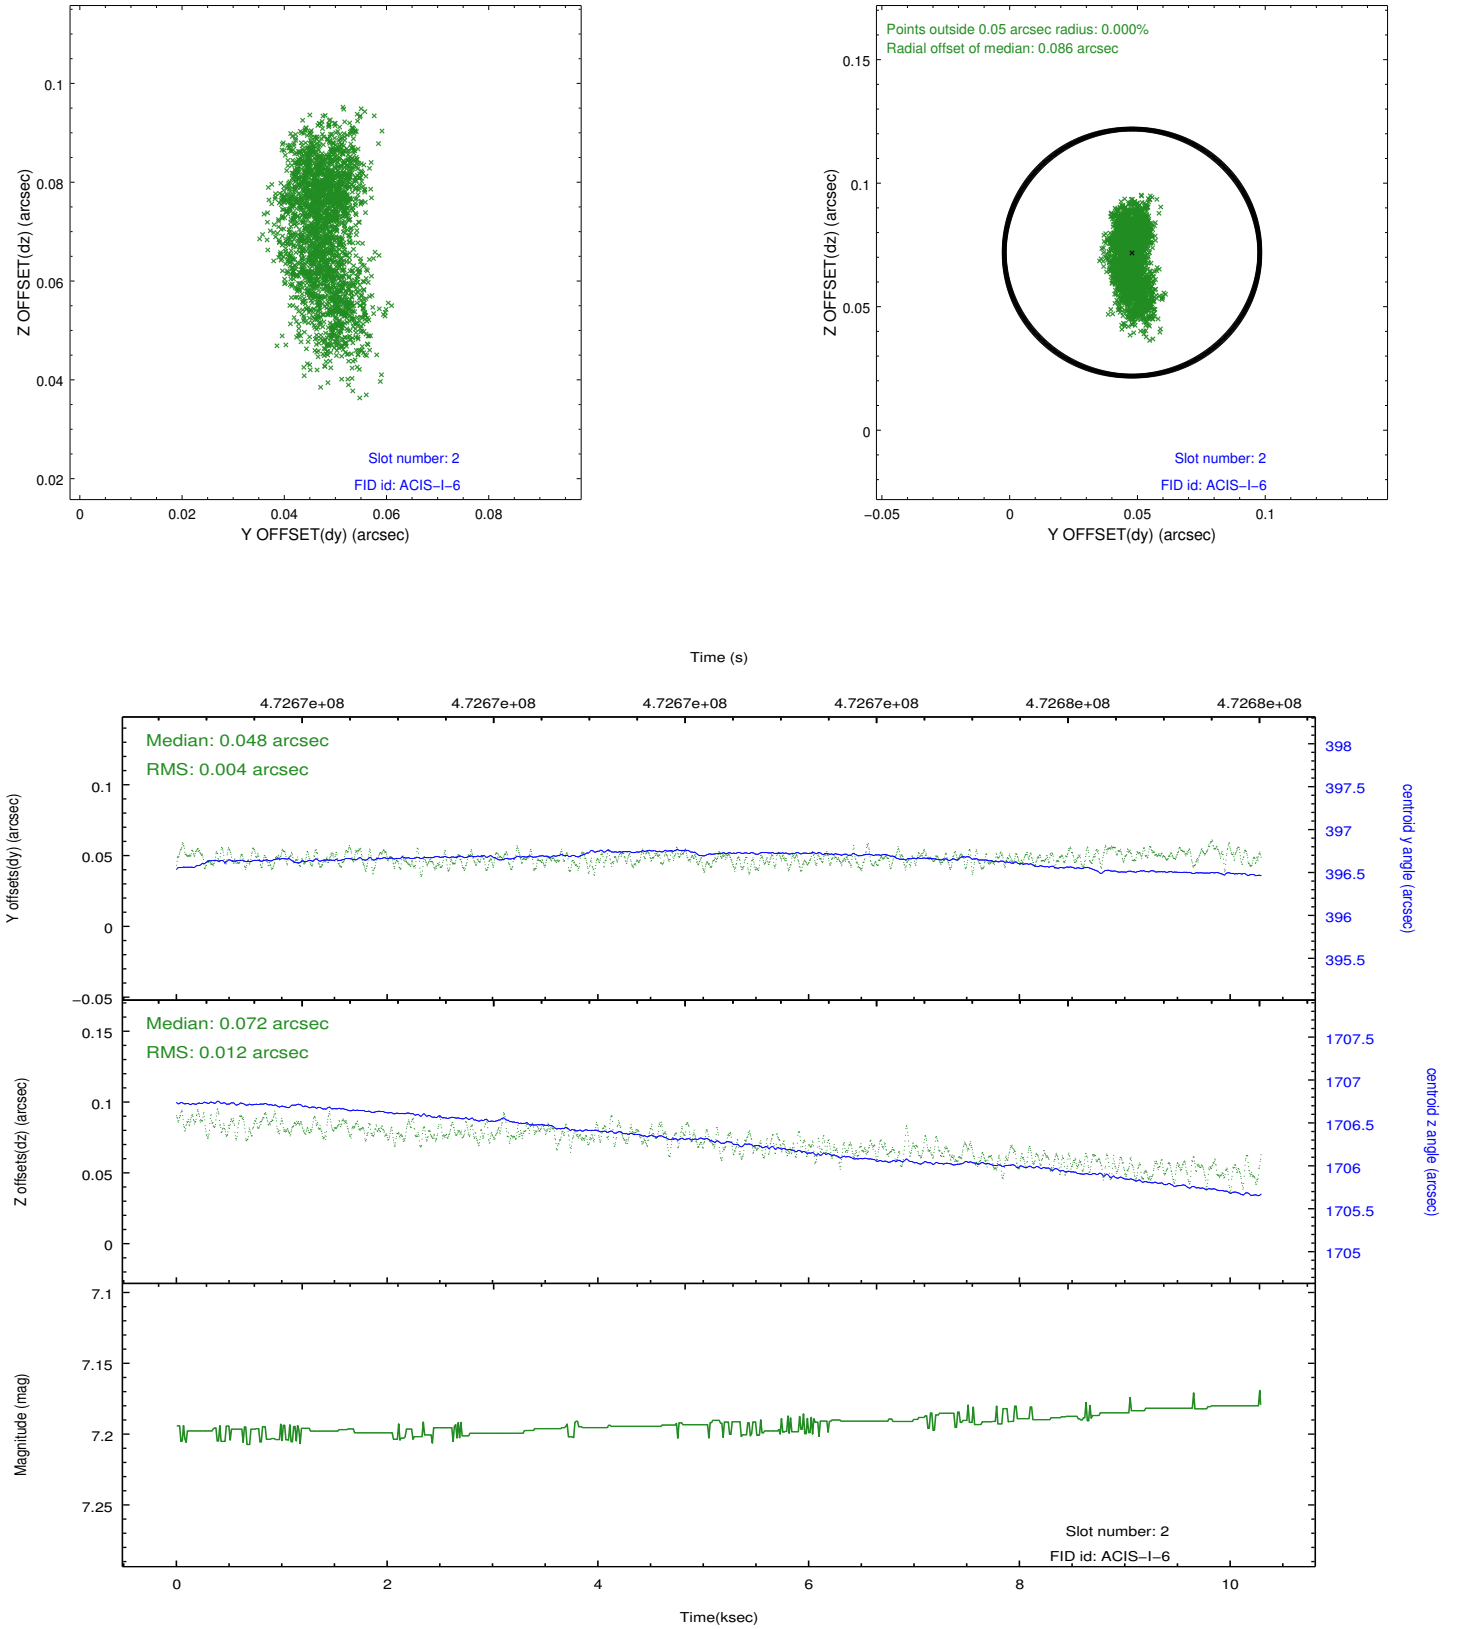 0.1
0.08
0.06
0.04
0.02
Z OFFSET(dz) (arcsec)
Slot number: 2
FID id: ACIS−I−6
0
0.02
0.04
0.06
0.08
Y OFFSET(dy) (arcsec)
Points outside 0.05 arcsec radius: 0.000%
Radial offset of median: 0.086 arcsec
0.15
0.1
0.05
0
Z OFFSET(dz) (arcsec)
Slot number: 2
FID id: ACIS−I−6
−0.05
0
0.05
0.1
Y OFFSET(dy) (arcsec)
Time (s)
4.7267e+08
4.7267e+08
4.7267e+08
4.7267e+08
4.7268e+08
4.7268e+08
Median: 0.048 arcsec
RMS: 0.004 arcsec
0.1
0.05
0
−0.05
Y offsets(dy) (arcsec)
398
397.5
397
396.5
396
395.5
centroid y angle (arcsec)
Median: 0.072 arcsec
RMS: 0.012 arcsec
0.15
0.1
0.05
0
Z offsets(dz) (arcsec)
1707.5
1707
1706.5
1706
1705.5
1705
centroid z angle (arcsec)
7.1
7.15
7.2
7.25
Magnitude (mag)
Slot number: 2
FID id: ACIS−I−6
0
2
4
6
8
10
Time(ksec)